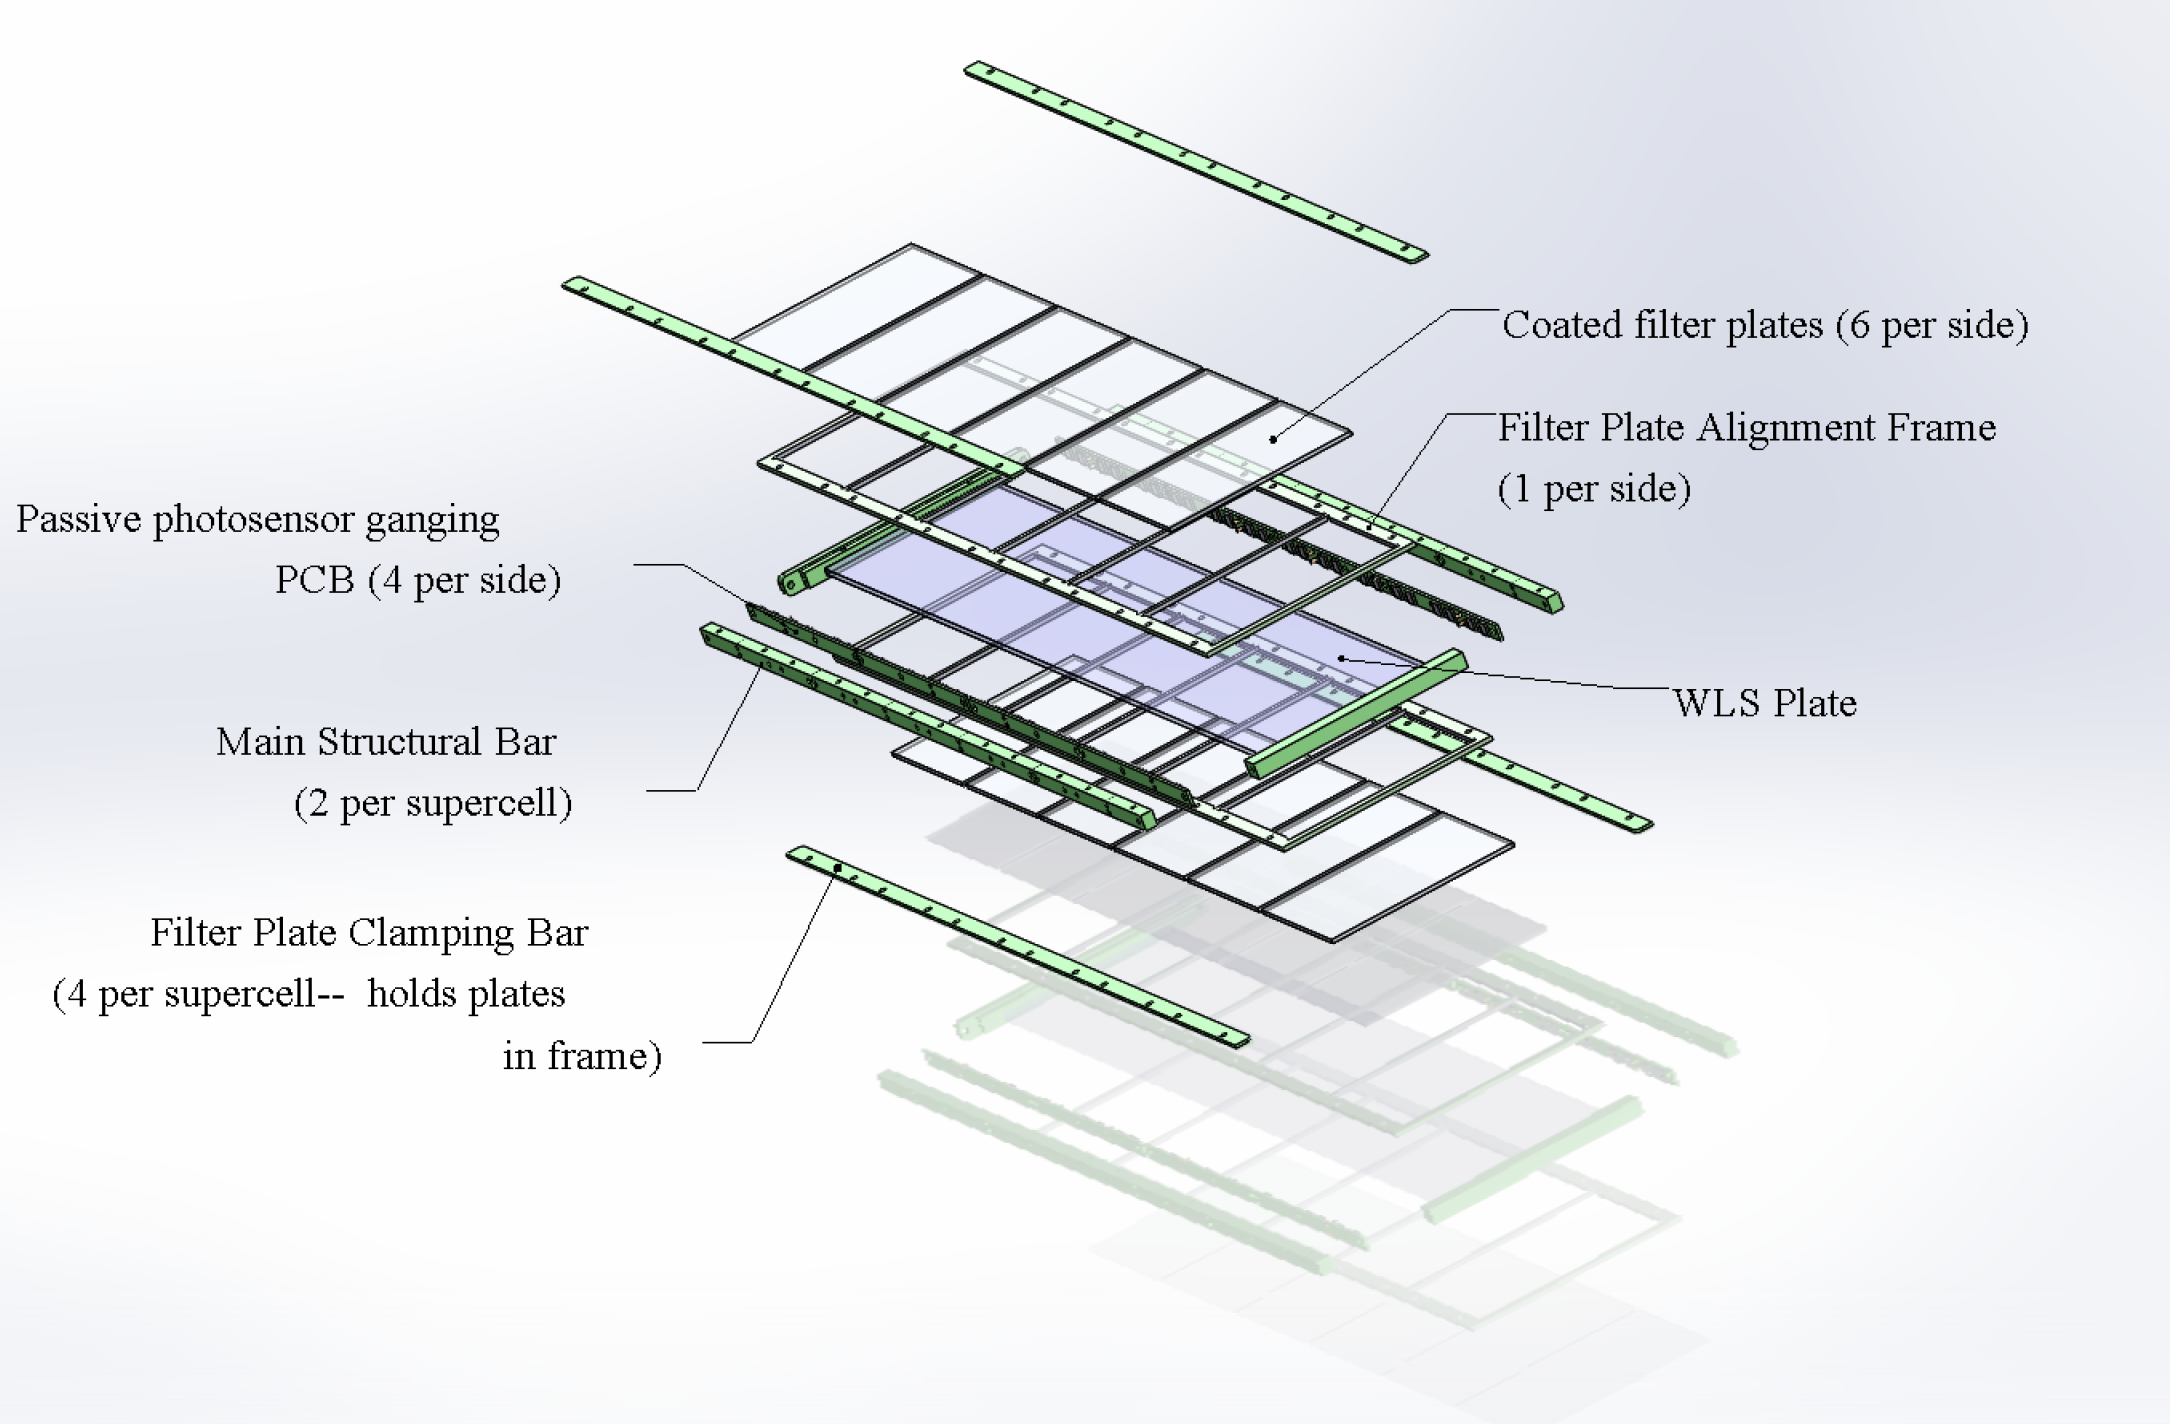 Coated filter plates (6 per side)
Filter Plate Alignment Frame
(1 per side)
Passive photosensor ganging
PCB (4 per side)
WLS Plate
Main Structural Bar
(2 per supercell)
Filter Plate Clamping Bar
(4 per supercell-- holds plates
in frame)